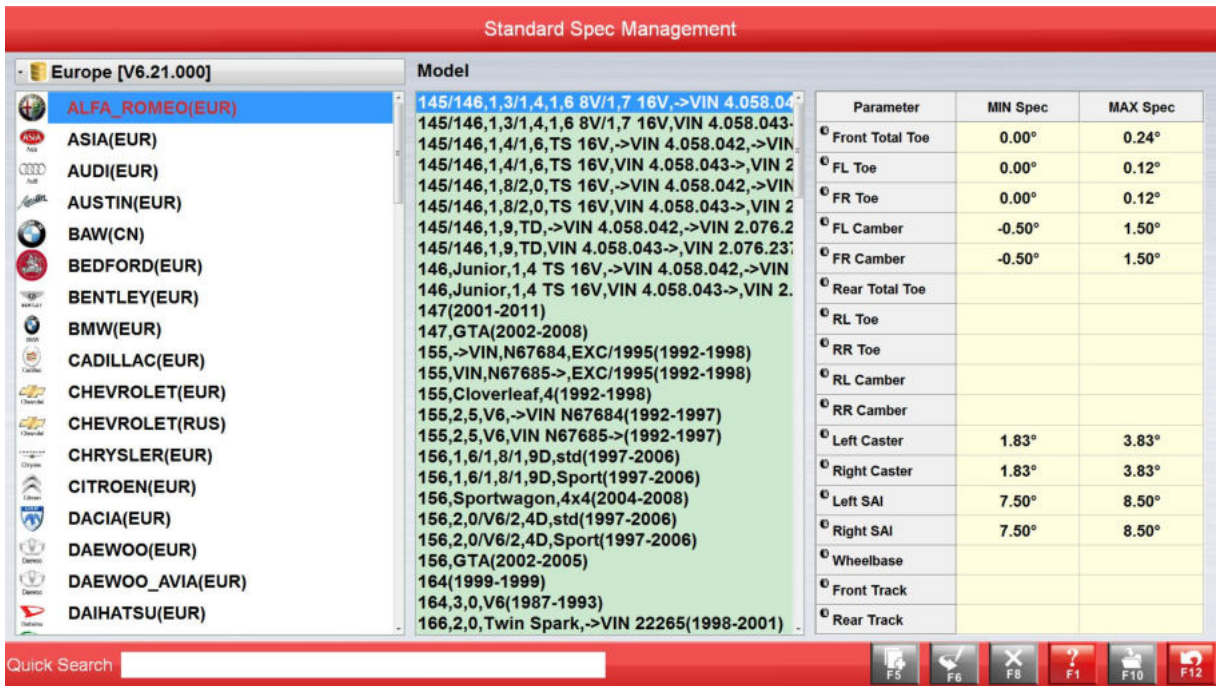 Standard Spec Management
Europe [V6.21.000]
ALFA_ROMEO(EUR)
ASIA(EUR)
AUDI(EUR)
AUSTIN(EUR)
BAW(CN)
BEDFORD(EUR)
BENTLEY(EUR)
BMW(EUR)
CADILLAC(EUR)
CHEVROLET(EUR)
CHEVROLET(RUS)
CHRYSLER(EUR)
CITROEN(EUR)
DACIA(EUR)
DAEWOO(EUR)
DAEWOO_AVIA(EUR)
DAIHATSU(EUR)
Model
145/146,1,3/1,4,1,6 8V/1,7 16V,->VIN 4.058.04
145/146,1,3/1,4,1,6 8V/1,7 16V,VIN 4.058.043-
145/146,1,4/1,6,TS 16V,->VIN 4.058.042,->VIN
145/146,1,4/1,6,TS 16V,VIN 4.058.043->,VIN 2
145/146,1,8/2,0,TS 16V,->VIN 4.058.042,->VIN
145/146,1,8/2,0,TS 16V,VIN 4.058.043->,VIN 2
145/146,1,9,TD,->VIN 4.058.042,->VIN 2.076.2
145/146,1,9,TD,VIN 4.058.043->,VIN 2.076.237
146,Junior,1,4 TS 16V,->VIN 4.058.042,->VIN
146,Junior,1,4 TS 16V,VIN 4.058.043->,VIN 2.
147(2001-2011)
147,GTA(2002-2008)
155,->VIN,N67684,EXC/1995(1992-1998)
155,VIN,N67685->,EXC/1995(1992-1998)
155,Cloverleaf,4(1992-1998)
155,2,5,V6,->VIN N67684(1992-1997)
155,2,5,V6,VIN N67685->(1992-1997)
156,1,6/1,8/1,9D,std(1997-2006)
156,1,6/1,8/1,9D,Sport(1997-2006)
156,Sportwagon,4x4(2004-2008)
156,2,0/V6/2,4D,std(1997-2006)
156,2,0/V6/2,4D,Sport(1997-2006)
156,GTA(2002-2005)
164(1999-1999)
164,3,0,V6(1987-1993)
166,2,0,Twin Spark,->VIN 22265(1998-2001)
Parameter MIN Spec MAX Spec
Front Total Toe 0.00° 0.24°
FL Toe 0.00° 0.12°
FR Toe 0.00° 0.12°
FL Camber -0.50° 1.50°
FR Camber -0.50° 1.50°
Rear Total Toe
RL Toe
RR Toe
RL Camber
RR Camber
Left Caster 1.83° 3.83°
Right Caster 1.83° 3.83°
Left SAI 7.50° 8.50°
Right SAI 7.50° 8.50°
Wheelbase
Front Track
Rear Track
Quick Search
F5 F6 F8 F1 F10 F12